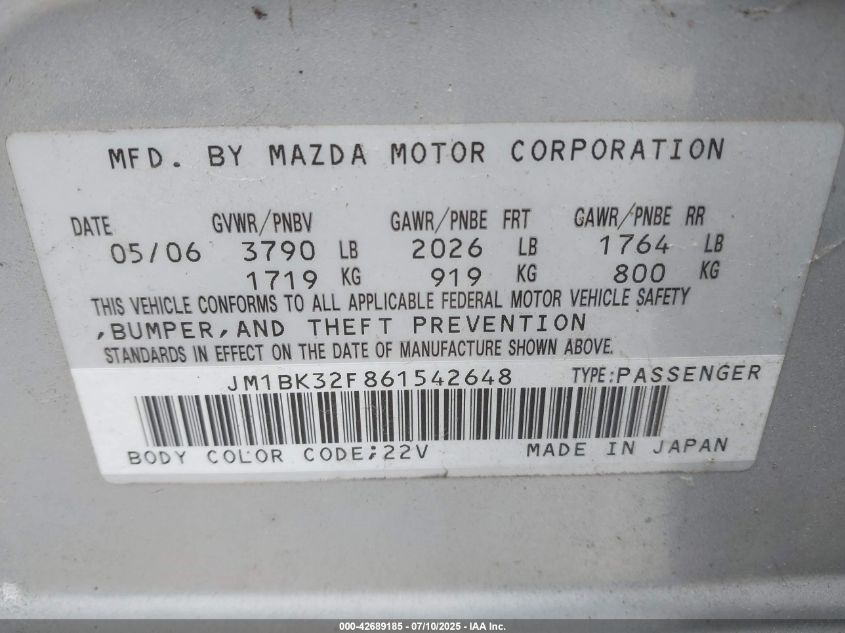 MFD. BY MAZDA MOTOR CORPORATION
DATE GVWR/PNBV GAWR/PNBE FRT GAWR/PNBE RR
05/06 3790 LB 2026 LB 1764 LB
1719 KG 919 KG 800 KG
THIS VEHICLE CONFORMS TO ALL APPLICABLE FEDERAL MOTOR VEHICLE SAFETY
,BUMPER,AND THEFT PREVENTION
STANDARDS IN EFFECT ON THE DATE OF MANUFACTURE SHOWN ABOVE.
JM1BK32F861542648 TYPE:PASSENGER
BODY COLOR CODE;22V MADE IN JAPAN
000-42689185 - 07/10/2025 - IAA Inc.